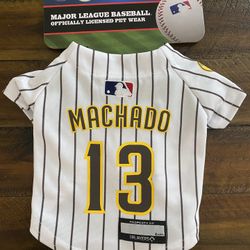 MAJOR LEAGUE BASEBALL
OFFICIALLY LICENSED PET WEAR
MACHADO
13